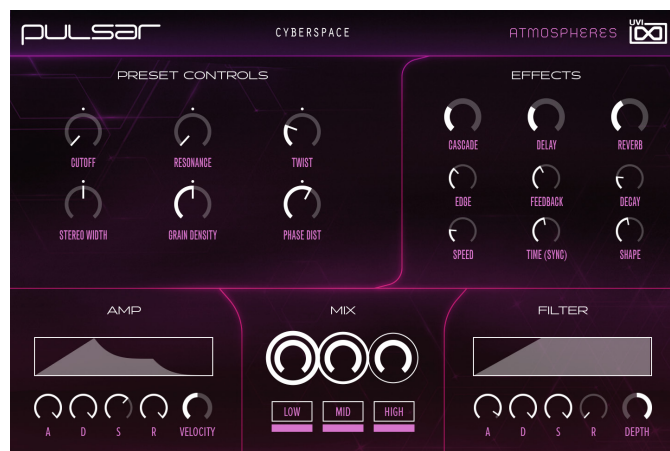 pulsar
CYBERSPACE
ATMOSPHERES
UVI
PRESET CONTROLS
EFFECTS
CUTOFF RESONANCE TWIST
STEREO WIDTH GRAIN DENSITY PHASE DIST
CASCADE DELAY REVERB
EDGE FEEDBACK DECAY
SPEED TIME (SYNC) SHAPE
AMP
A D S R VELOCITY
MIX
LOW MID HIGH
FILTER
A D S R DEPTH